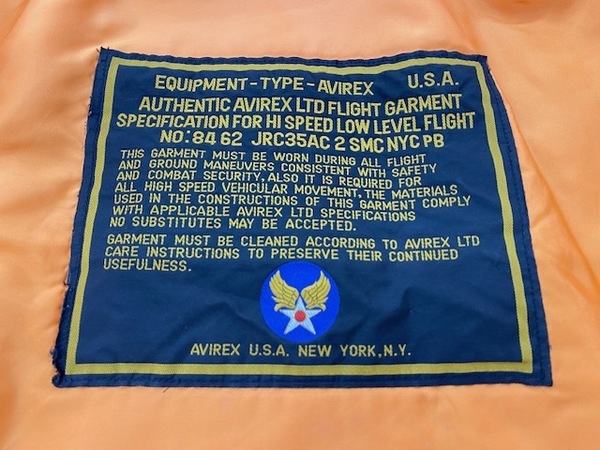 EQUIPMENT-TYPE-AVIREX U.S.A.
AUTHENTIC AVIREX LTD FLIGHT GARMENT
SPECIFICATION FOR HI SPEED LOW LEVEL FLIGHT
NO:84 62 JRC35AC 2 SMC NYC PB
THIS GARMENT MUST BE WORN DURING ALL FLIGHT
AND GROUND MANEUVERS CONSISTENT WITH SAFETY
AND COMBAT SECURITY. ALSO IT IS REQUIRED FOR
ALL HIGH SPEED VEHICULAR MOVEMENT. THE MATERIALS
USED IN THE CONSTRUCTIONS OF THIS GARMENT COMPLY
WITH APPLICABLE AVIREX LTD SPECIFICATIONS
NO SUBSTITUTES MAY BE ACCEPTED.
GARMENT MUST BE CLEANED ACCORDING TO AVIREX LTD
CARE INSTRUCTIONS TO PRESERVE THEIR CONTINUED
USEFULNESS.
AVIREX U.S.A. NEW YORK,N.Y.